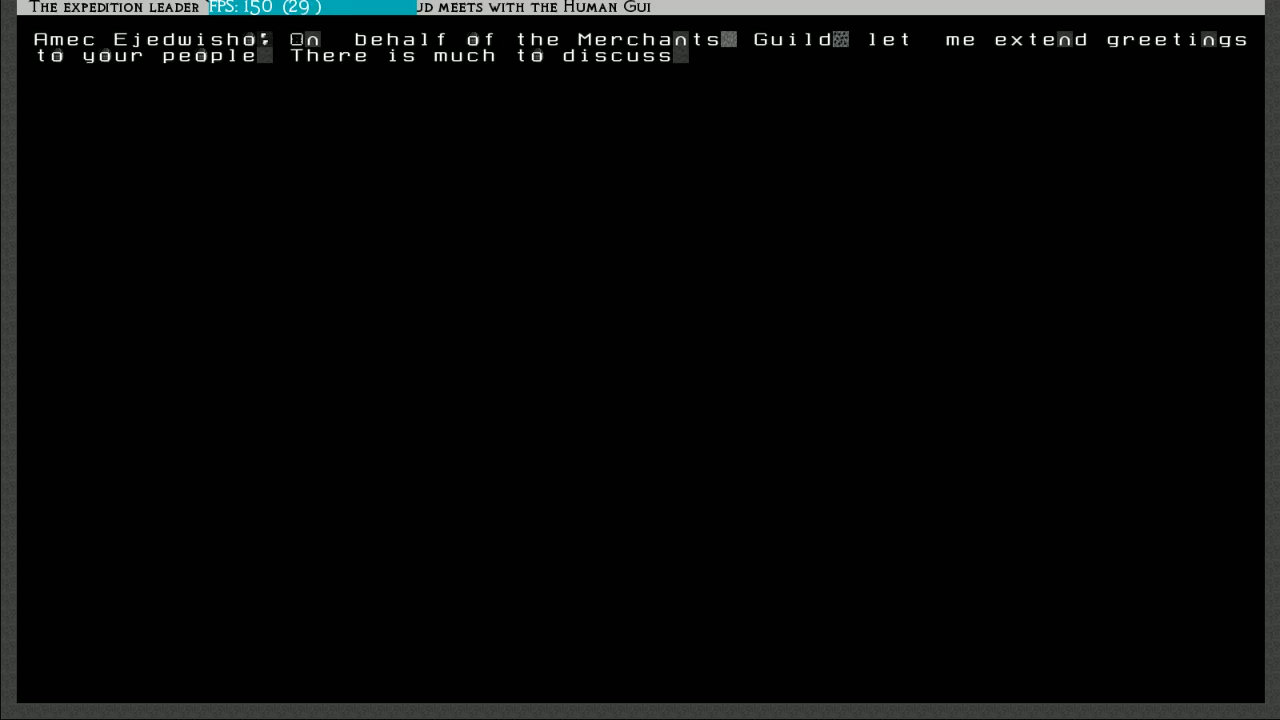 The expedition leader FPS: 150 (29 ) ud meets with the Human Gui
Amec Ejedwisho: On behalf of the Merchants Guild let me extend greetings
to your people There is much to discuss